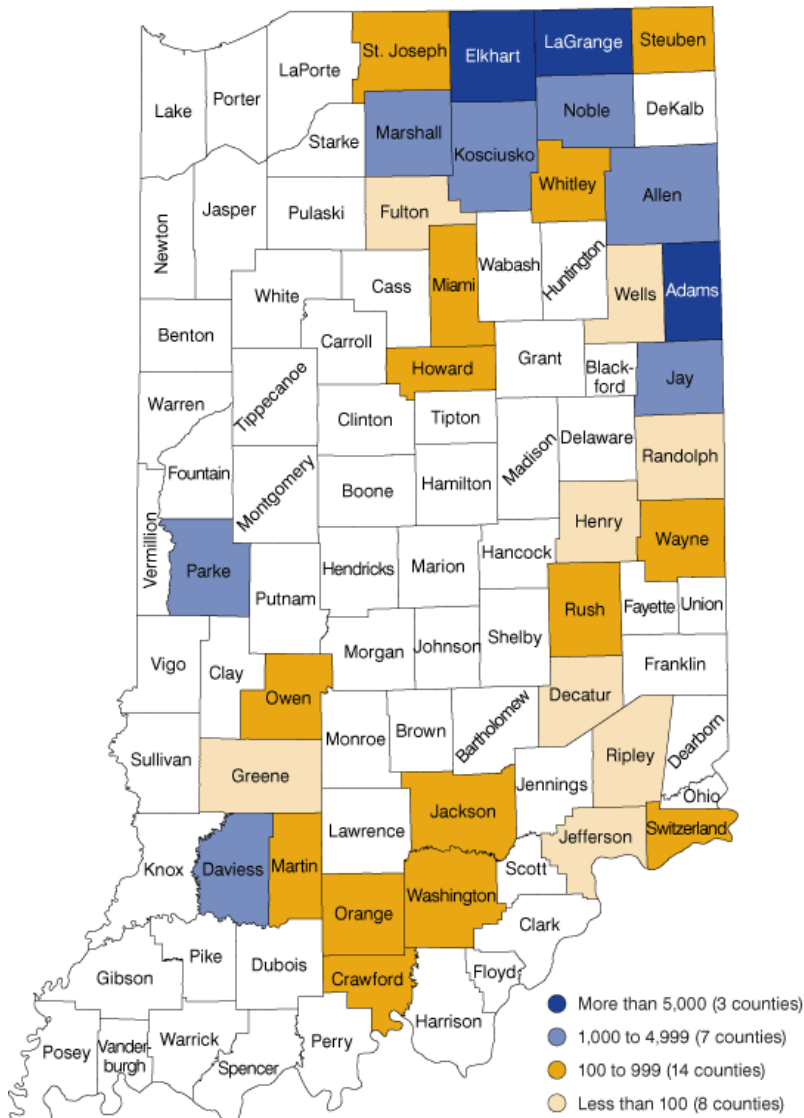 St. Joseph
Elkhart
LaGrange
Steuben
LaPorte
Lake
Porter
Noble
DeKalb
Marshall
Starke
Kosciusko
Whitley
Allen
Newton
Jasper
Pulaski
Fulton
Wabash
Huntington
Miami
Cass
White
Wells
Adams
Benton
Carroll
Grant
Howard
Black-
ford
Jay
Tippecanoe
Warren
Clinton
Tipton
Madison
Delaware
Randolph
Fountain
Montgomery
Boone
Hamilton
Henry
Wayne
Vermillion
Parke
Hendricks
Marion
Hancock
Putnam
Rush
Fayette
Union
Shelby
Morgan
Johnson
Franklin
Vigo
Clay
Owen
Decatur
Monroe
Brown
Bartholomew
Dearborn
Sullivan
Greene
Ripley
Jennings
Ohio
Jackson
Lawrence
Jefferson
Switzerland
Knox
Daviess
Martin
Scott
Washington
Orange
Clark
Pike
Dubois
Gibson
Crawford
Floyd
Harrison
Posey
Vander-
burgh
Warrick
Spencer
Perry
More than 5,000 (3 counties)
1,000 to 4,999 (7 counties)
100 to 999 (14 counties)
Less than 100 (8 counties)